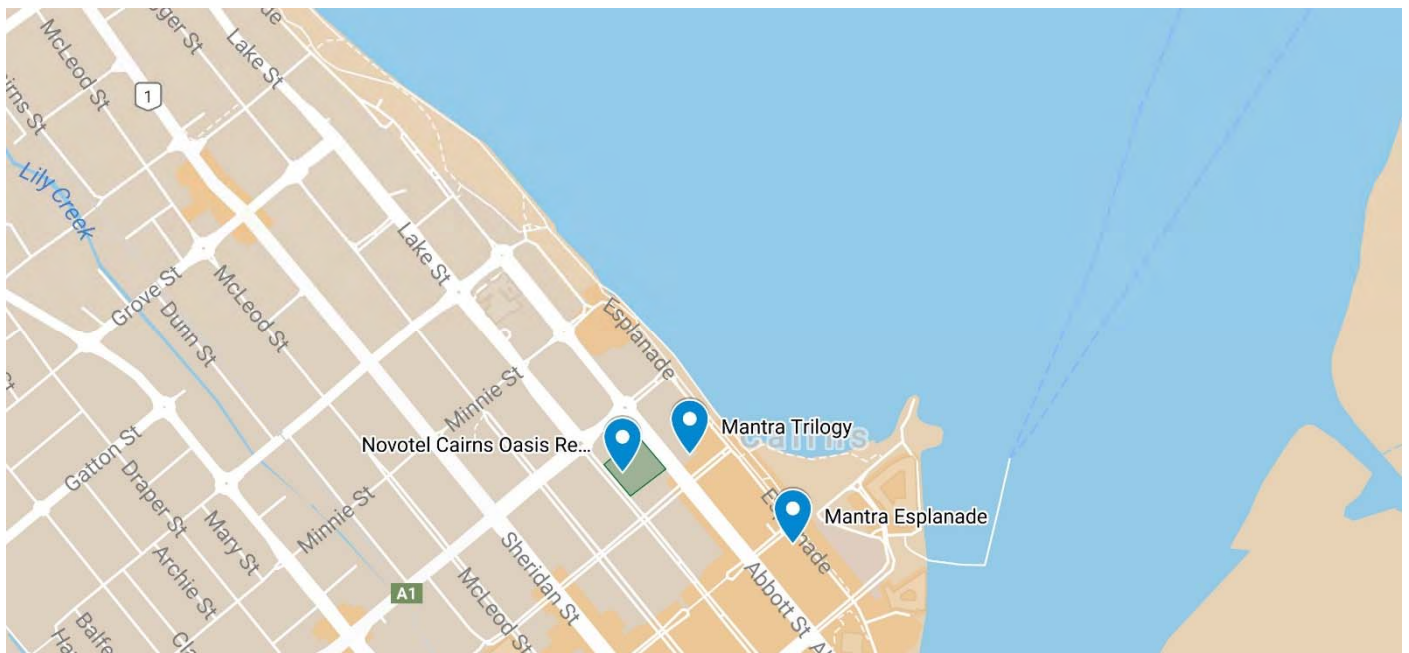 McLeod St
Lake St
1
Lily Creek
Lake St
Grove St
McLeod St
Dunn St
Esplanade
Minnie St
Mantra Trilogy
Novotel Cairns Oasis Re...
Cairns
Gatton St
Draper St
Mary St
Minnie St
Esplanade
Mantra Esplanade
Archie St
A1
Sheridan St
McLeod St
Abbott St